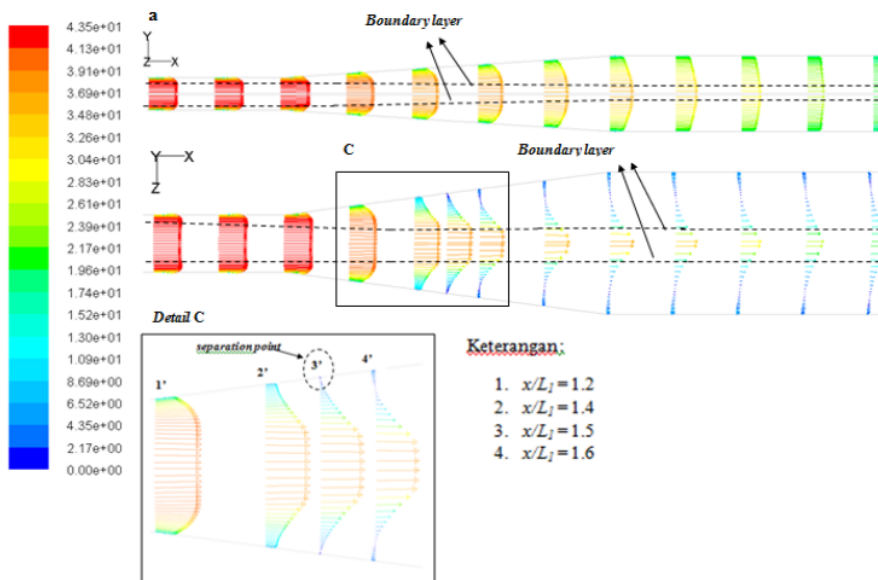 4.35e+01
4.13e+01
3.91e+01
3.69e+01
3.48e+01
3.26e+01
3.04e+01
2.83e+01
2.61e+01
2.39e+01
2.17e+01
1.96e+01
1.74e+01
1.52e+01
1.30e+01
1.09e+01
8.69e+00
6.52e+00
4.35e+00
2.17e+00
0.00e+00
a
Boundary layer
Y
Z X
C
Boundary layer
Y X
Z
Detail C
separation point
1' 2' 3' 4'
Keterangan:
1. x/L₁=1.2
2. x/L₁=1.4
3. x/L₁=1.5
4. x/L₁=1.6